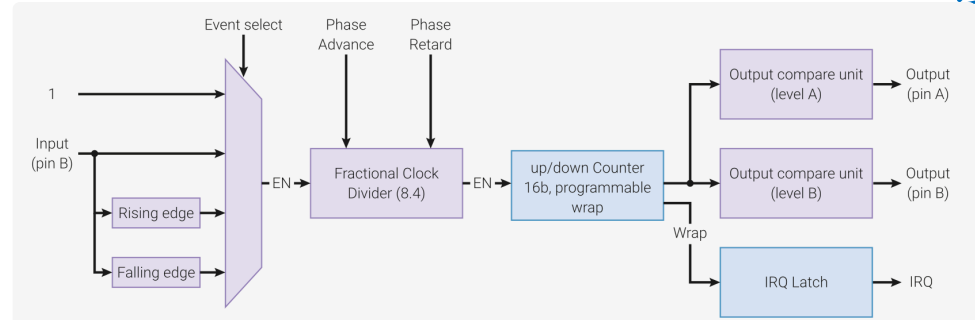 Event select
Phase
Advance
Phase
Retard
1
Input
(pin B)
Rising edge
Falling edge
EN
Fractional Clock
Divider (8.4)
EN
up/down Counter
16b, programmable
wrap
Wrap
Output compare unit
(level A)
Output
(pin A)
Output compare unit
(level B)
Output
(pin B)
IRQ Latch
IRQ